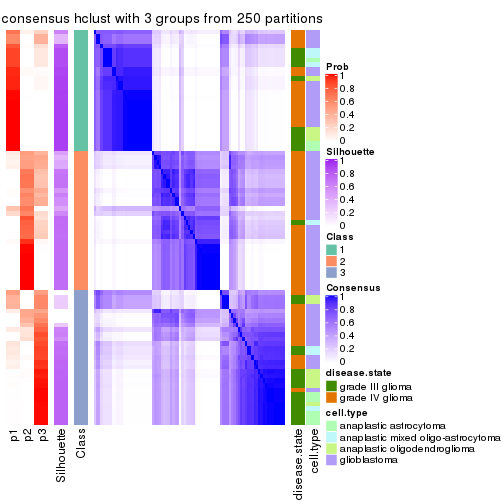 consensus hclust with 3 groups from 250 partitions
Prob
1
0.8
0.6
0.4
0.2
0
Silhouette
1
0.8
0.6
0.4
0.2
0
Class
1
2
3
Consensus
1
0.8
0.6
0.4
0.2
0
disease.state
grade III glioma
grade IV glioma
cell.type
anaplastic astrocytoma
anaplastic mixed oligo-astrocytoma
anaplastic oligodendroglioma
glioblastoma
p1
p2
p3
Silhouette
Class
disease.state
cell.type